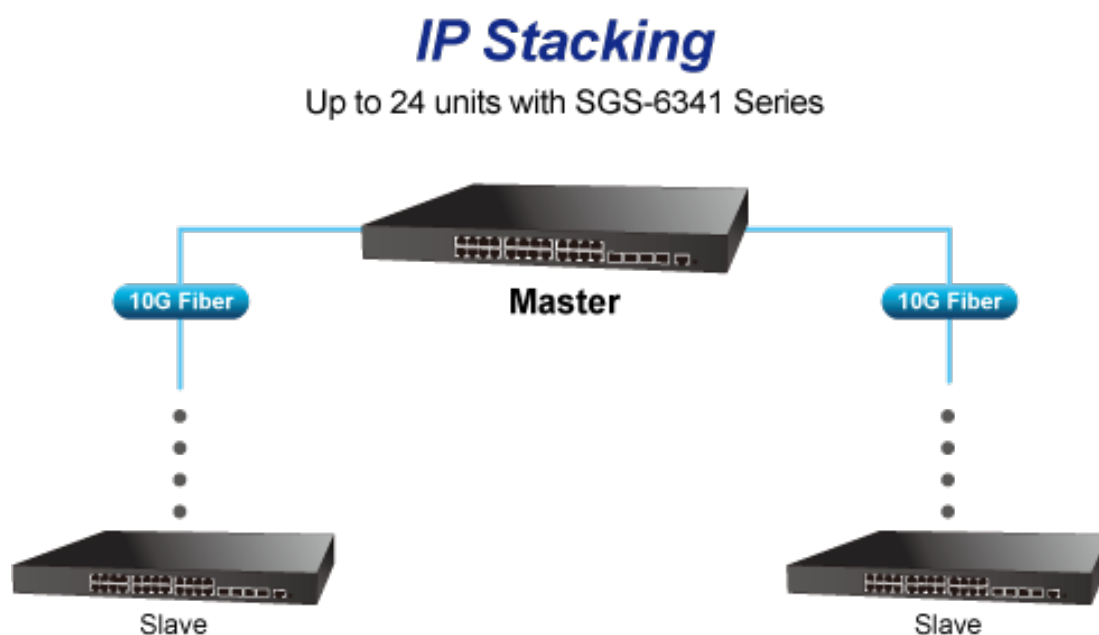 IP Stacking
Up to 24 units with SGS-6341 Series
10G Fiber
10G Fiber
Master
Slave
Slave